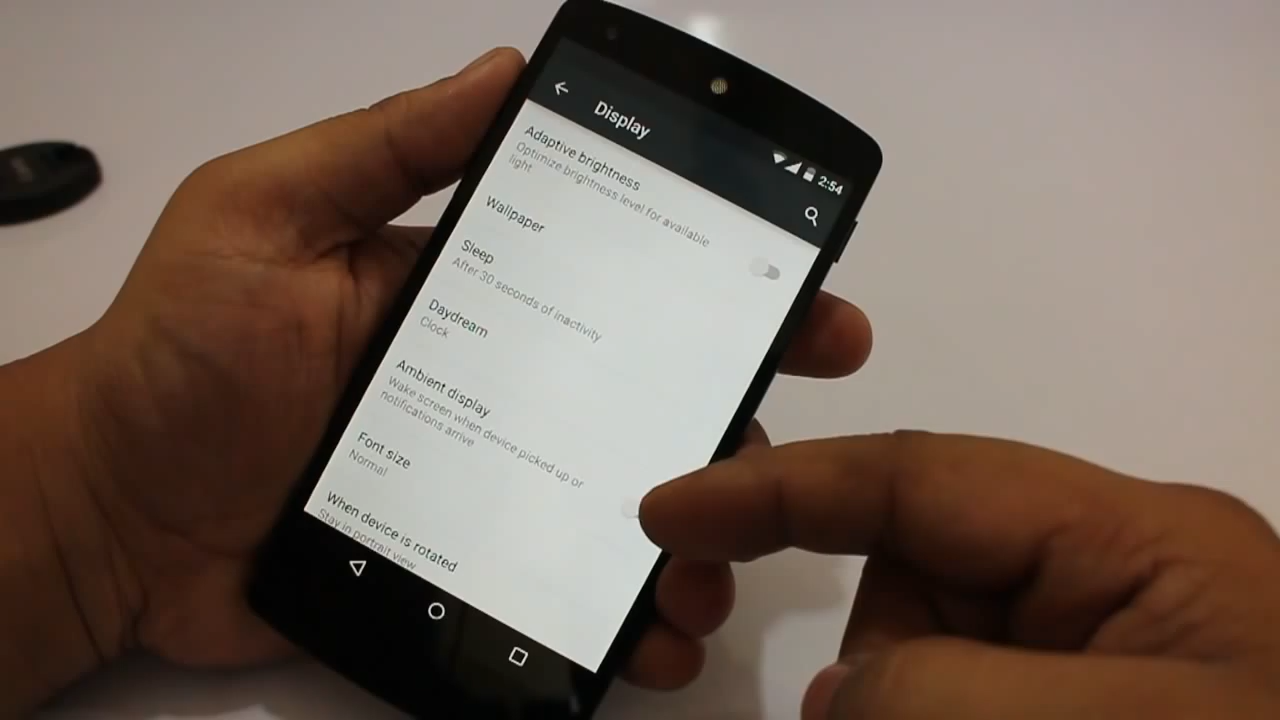 2:54
Display
Adaptive brightness
Optimize brightness level for available
light
Wallpaper
Sleep
After 30 seconds of inactivity
Daydream
Clock
Ambient display
Wake screen when device picked up or
notifications arrive
Font size
Normal
When device is rotated
Stay in portrait view